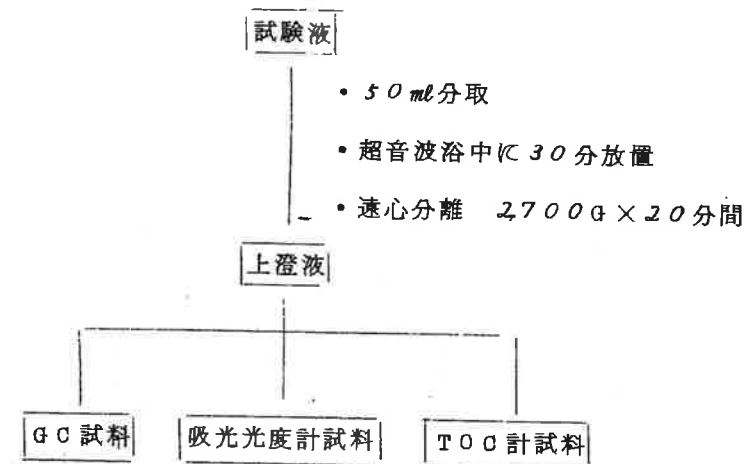 試験液
・50ml分取
・超音波浴中に30分放置
・遠心分離 2,700G×20分間
上澄液
GC試料 吸光光度計試料 TOC計試料